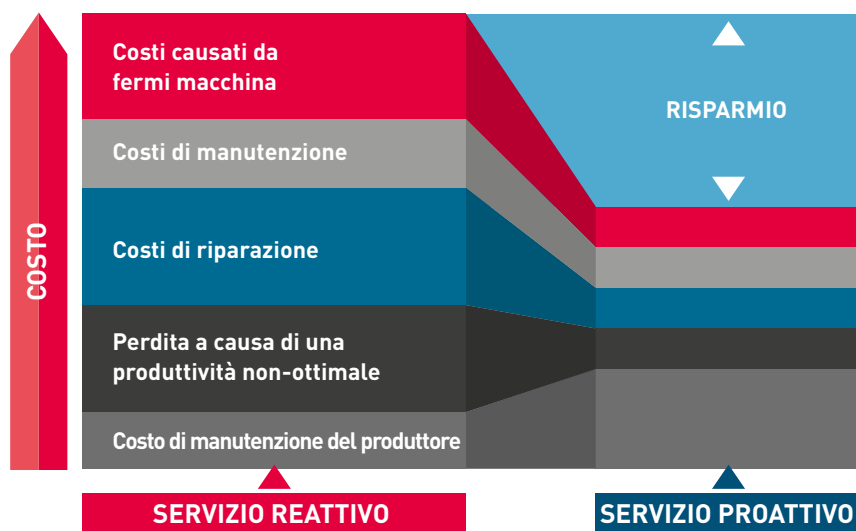 COSTO
Costi causati da
fermi macchina
Costi di manutenzione
Costi di riparazione
Perdita a causa di una
produttività non-ottimale
Costo di manutenzione del produttore
RISPARMIO
SERVIZIO REATTIVO
SERVIZIO PROATTIVO